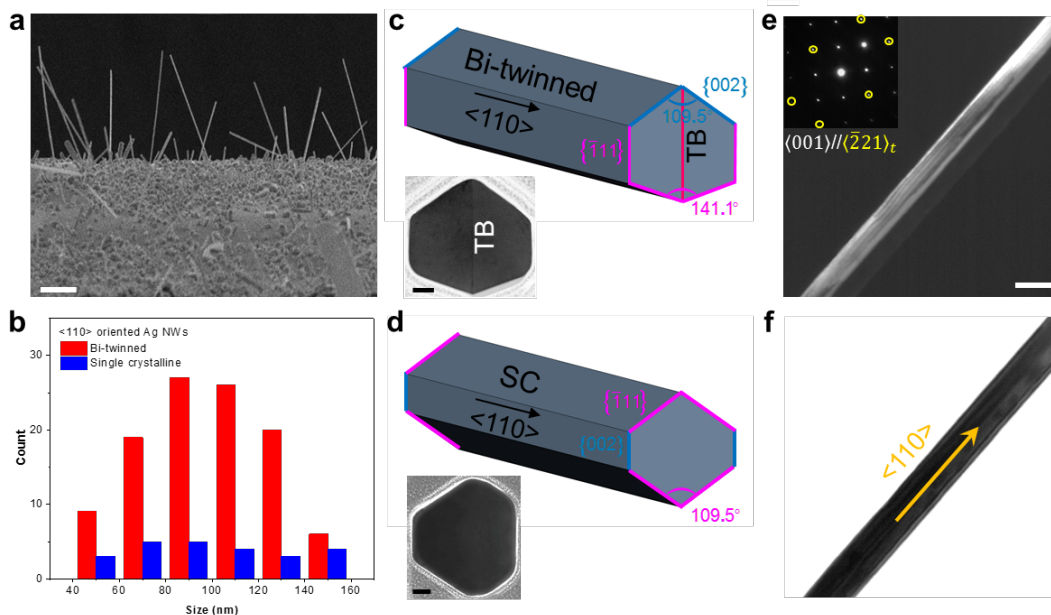 a
b
<110> oriented Ag NWs
Bi-twinned
Single crystalline
Count
30
20
10
0
40
60
80
100
120
140
160
Size (nm)
c
Bi-twinned
<110>
{002}
109.5°
TB
{1̄11}
141.1°
TB
d
SC
<110>
{1̄11}
{002}
109.5°
e
⟨001⟩//⟨2̄21⟩t
f
<110>